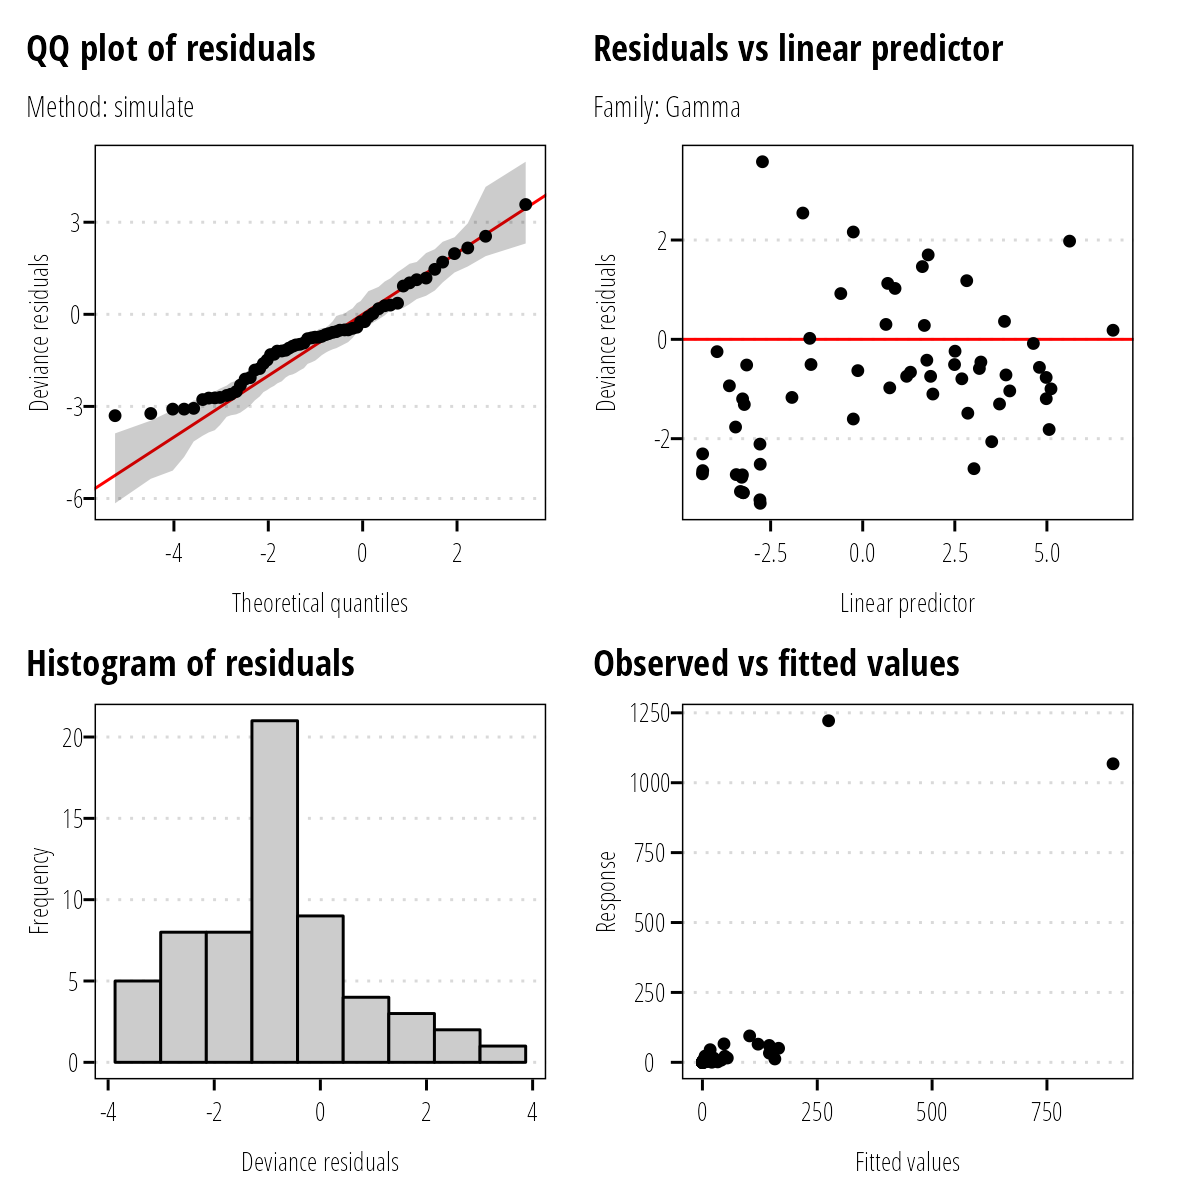 QQ plot of residuals
Method: simulate
Deviance residuals
3
0
-3
-6
-4
-2
0
2
Theoretical quantiles
Residuals vs linear predictor
Family: Gamma
Deviance residuals
2
0
-2
-2.5
0.0
2.5
5.0
Linear predictor
Histogram of residuals
Frequency
20
15
10
5
0
-4
-2
0
2
4
Deviance residuals
Observed vs fitted values
Response
1250
1000
750
500
250
0
0
250
500
750
Fitted values